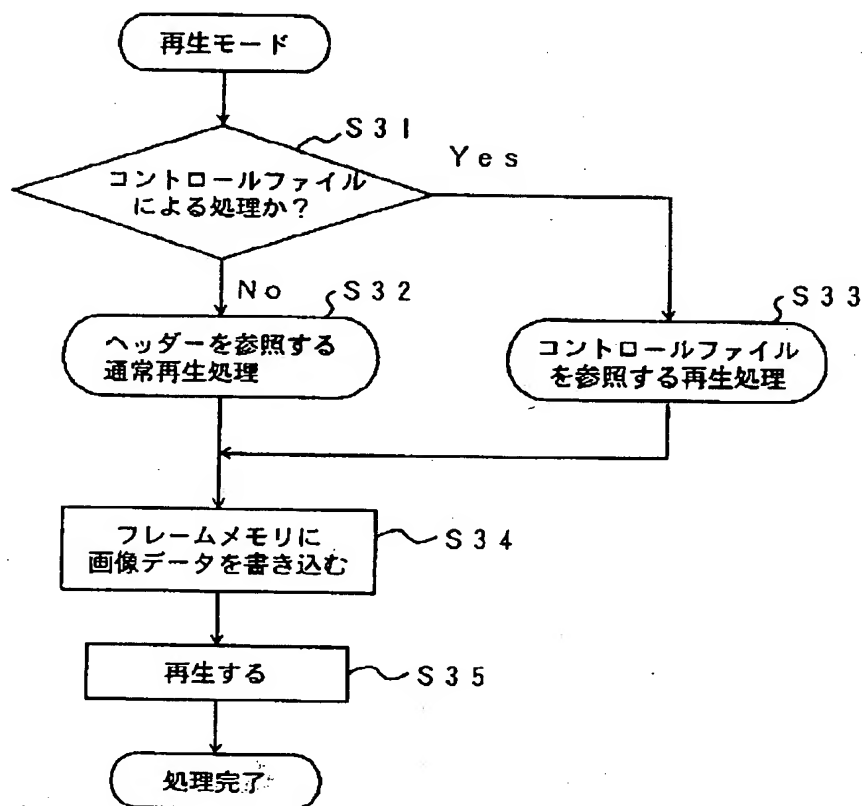 再生モード
S31
コントロールファイル
による処理か？
Yes
No
S32
ヘッダーを参照する
通常再生処理
S33
コントロールファイル
を参照する再生処理
フレームメモリに
画像データを書き込む
S34
再生する
S35
処理完了